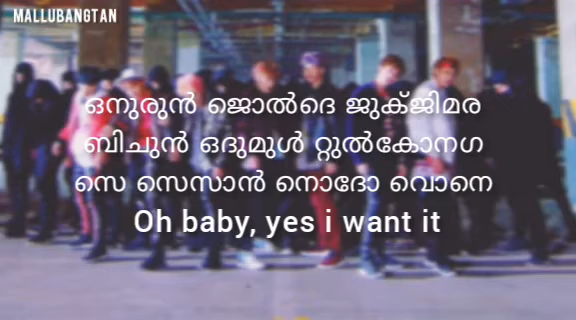 MALLUBANGTAN
ഒനുരുൻ ജൊൽദെ ജുക്ജിമര
ബിചുൻ ഒദുമുൾ റ്റുൽകോനഗ
സെ സെസാൻ നൊദോ വൊനെ
Oh baby, yes i want it